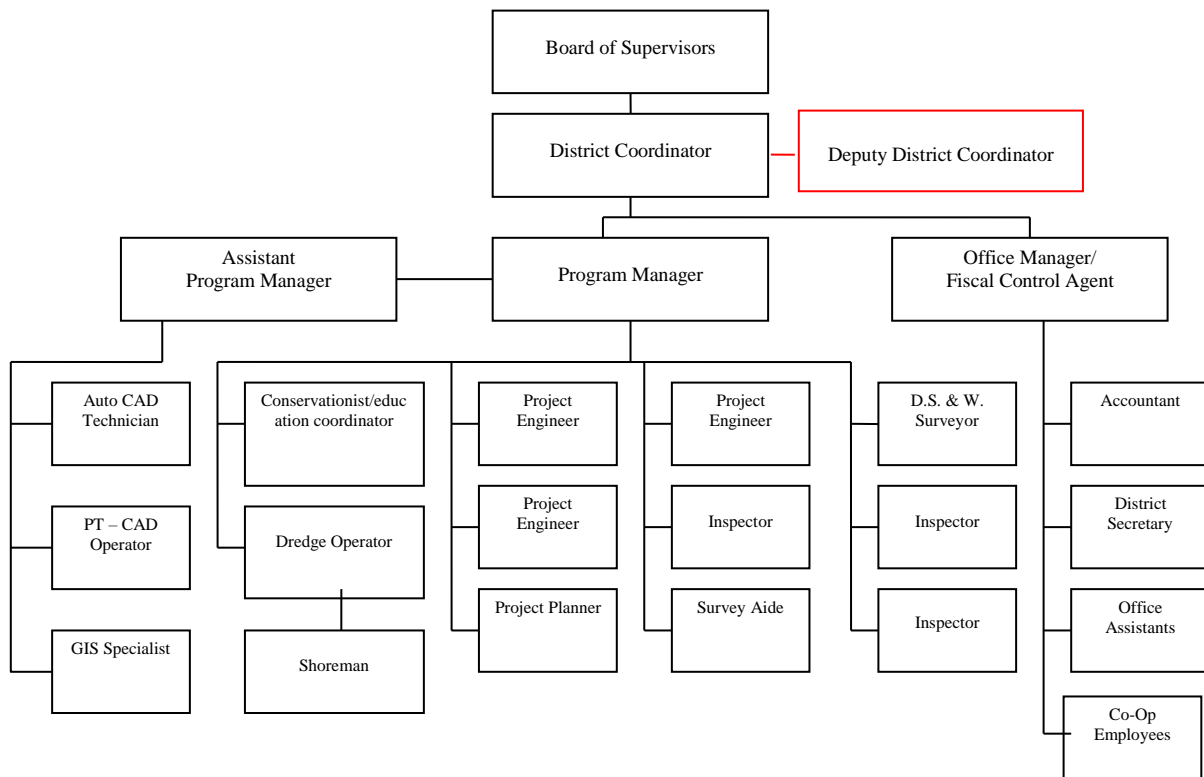 Board of Supervisors
District Coordinator
Deputy District Coordinator
Assistant
Program Manager
Program Manager
Office Manager/
Fiscal Control Agent
Auto CAD
Technician
Conservationist/educ
ation coordinator
Project
Engineer
Project
Engineer
D.S. & W.
Surveyor
Accountant
PT – CAD
Operator
Dredge Operator
Project
Engineer
Inspector
Inspector
District
Secretary
GIS Specialist
Shoreman
Project Planner
Survey Aide
Inspector
Office
Assistants
Co-Op
Employees